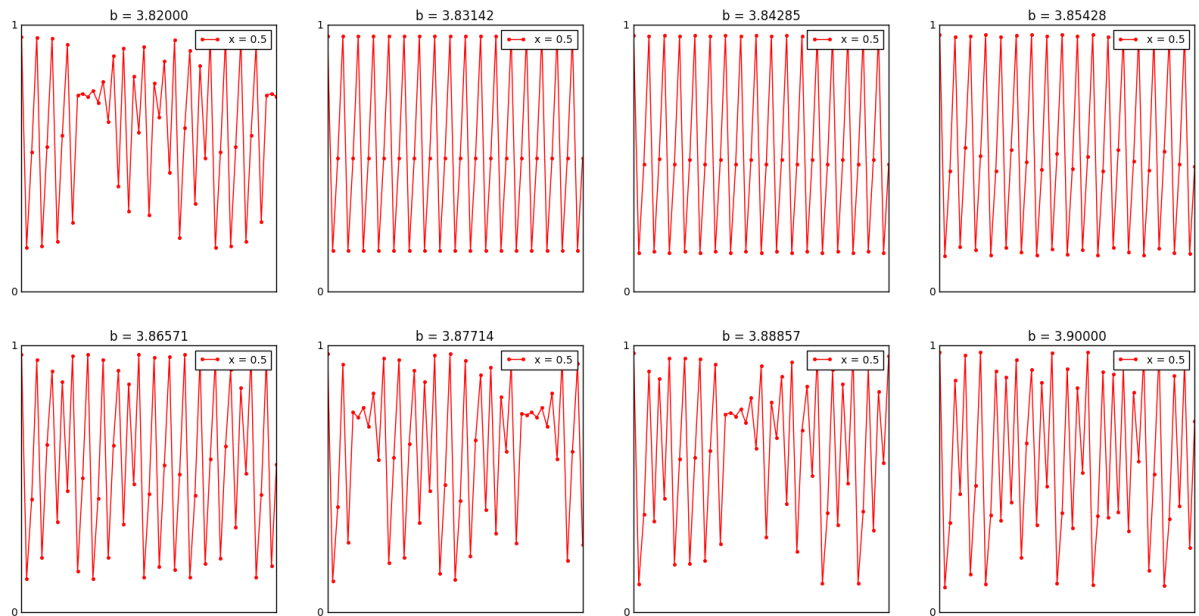 b = 3.82000
1
x = 0.5
0
b = 3.83142
1
x = 0.5
0
b = 3.84285
1
x = 0.5
0
b = 3.85428
1
x = 0.5
0
b = 3.86571
1
x = 0.5
0
b = 3.87714
1
x = 0.5
0
b = 3.88857
1
x = 0.5
0
b = 3.90000
1
x = 0.5
0